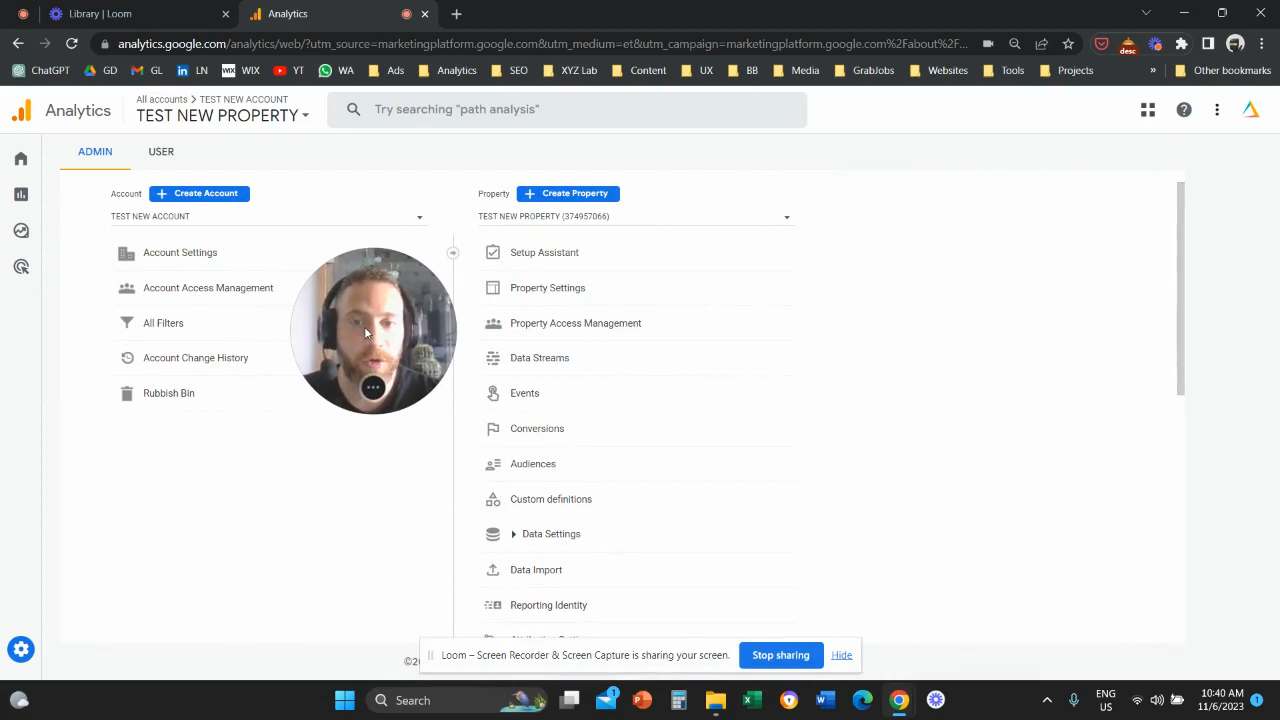 Library | Loom
Analytics
analytics.google.com/analytics/web/?utm_source=marketingplatform.google.com&utm_medium=et&utm_campaign=marketingplatform.google.com%2Fabout%2F...
desc
ChatGPT
GD
GL
LN
WIX
WIX
YT
WA
Ads
Analytics
SEO
XYZ Lab
Content
UX
BB
Media
GrabJobs
Websites
Tools
Projects
»
Other bookmarks
Analytics
All accounts > TEST NEW ACCOUNT
TEST NEW PROPERTY
Try searching "path analysis"
ADMIN
USER
Account
+ Create Account
TEST NEW ACCOUNT
Account Settings
Account Access Management
All Filters
Account Change History
Rubbish Bin
Property
+ Create Property
TEST NEW PROPERTY (374957066)
Setup Assistant
Property Settings
Property Access Management
Data Streams
Events
Conversions
Audiences
Custom definitions
Data Settings
Data Import
Reporting Identity
Loom – Screen Recorder & Screen Capture is sharing your screen.
Stop sharing
Hide
Search
1
ENG
US
10:40 AM
11/6/2023
1